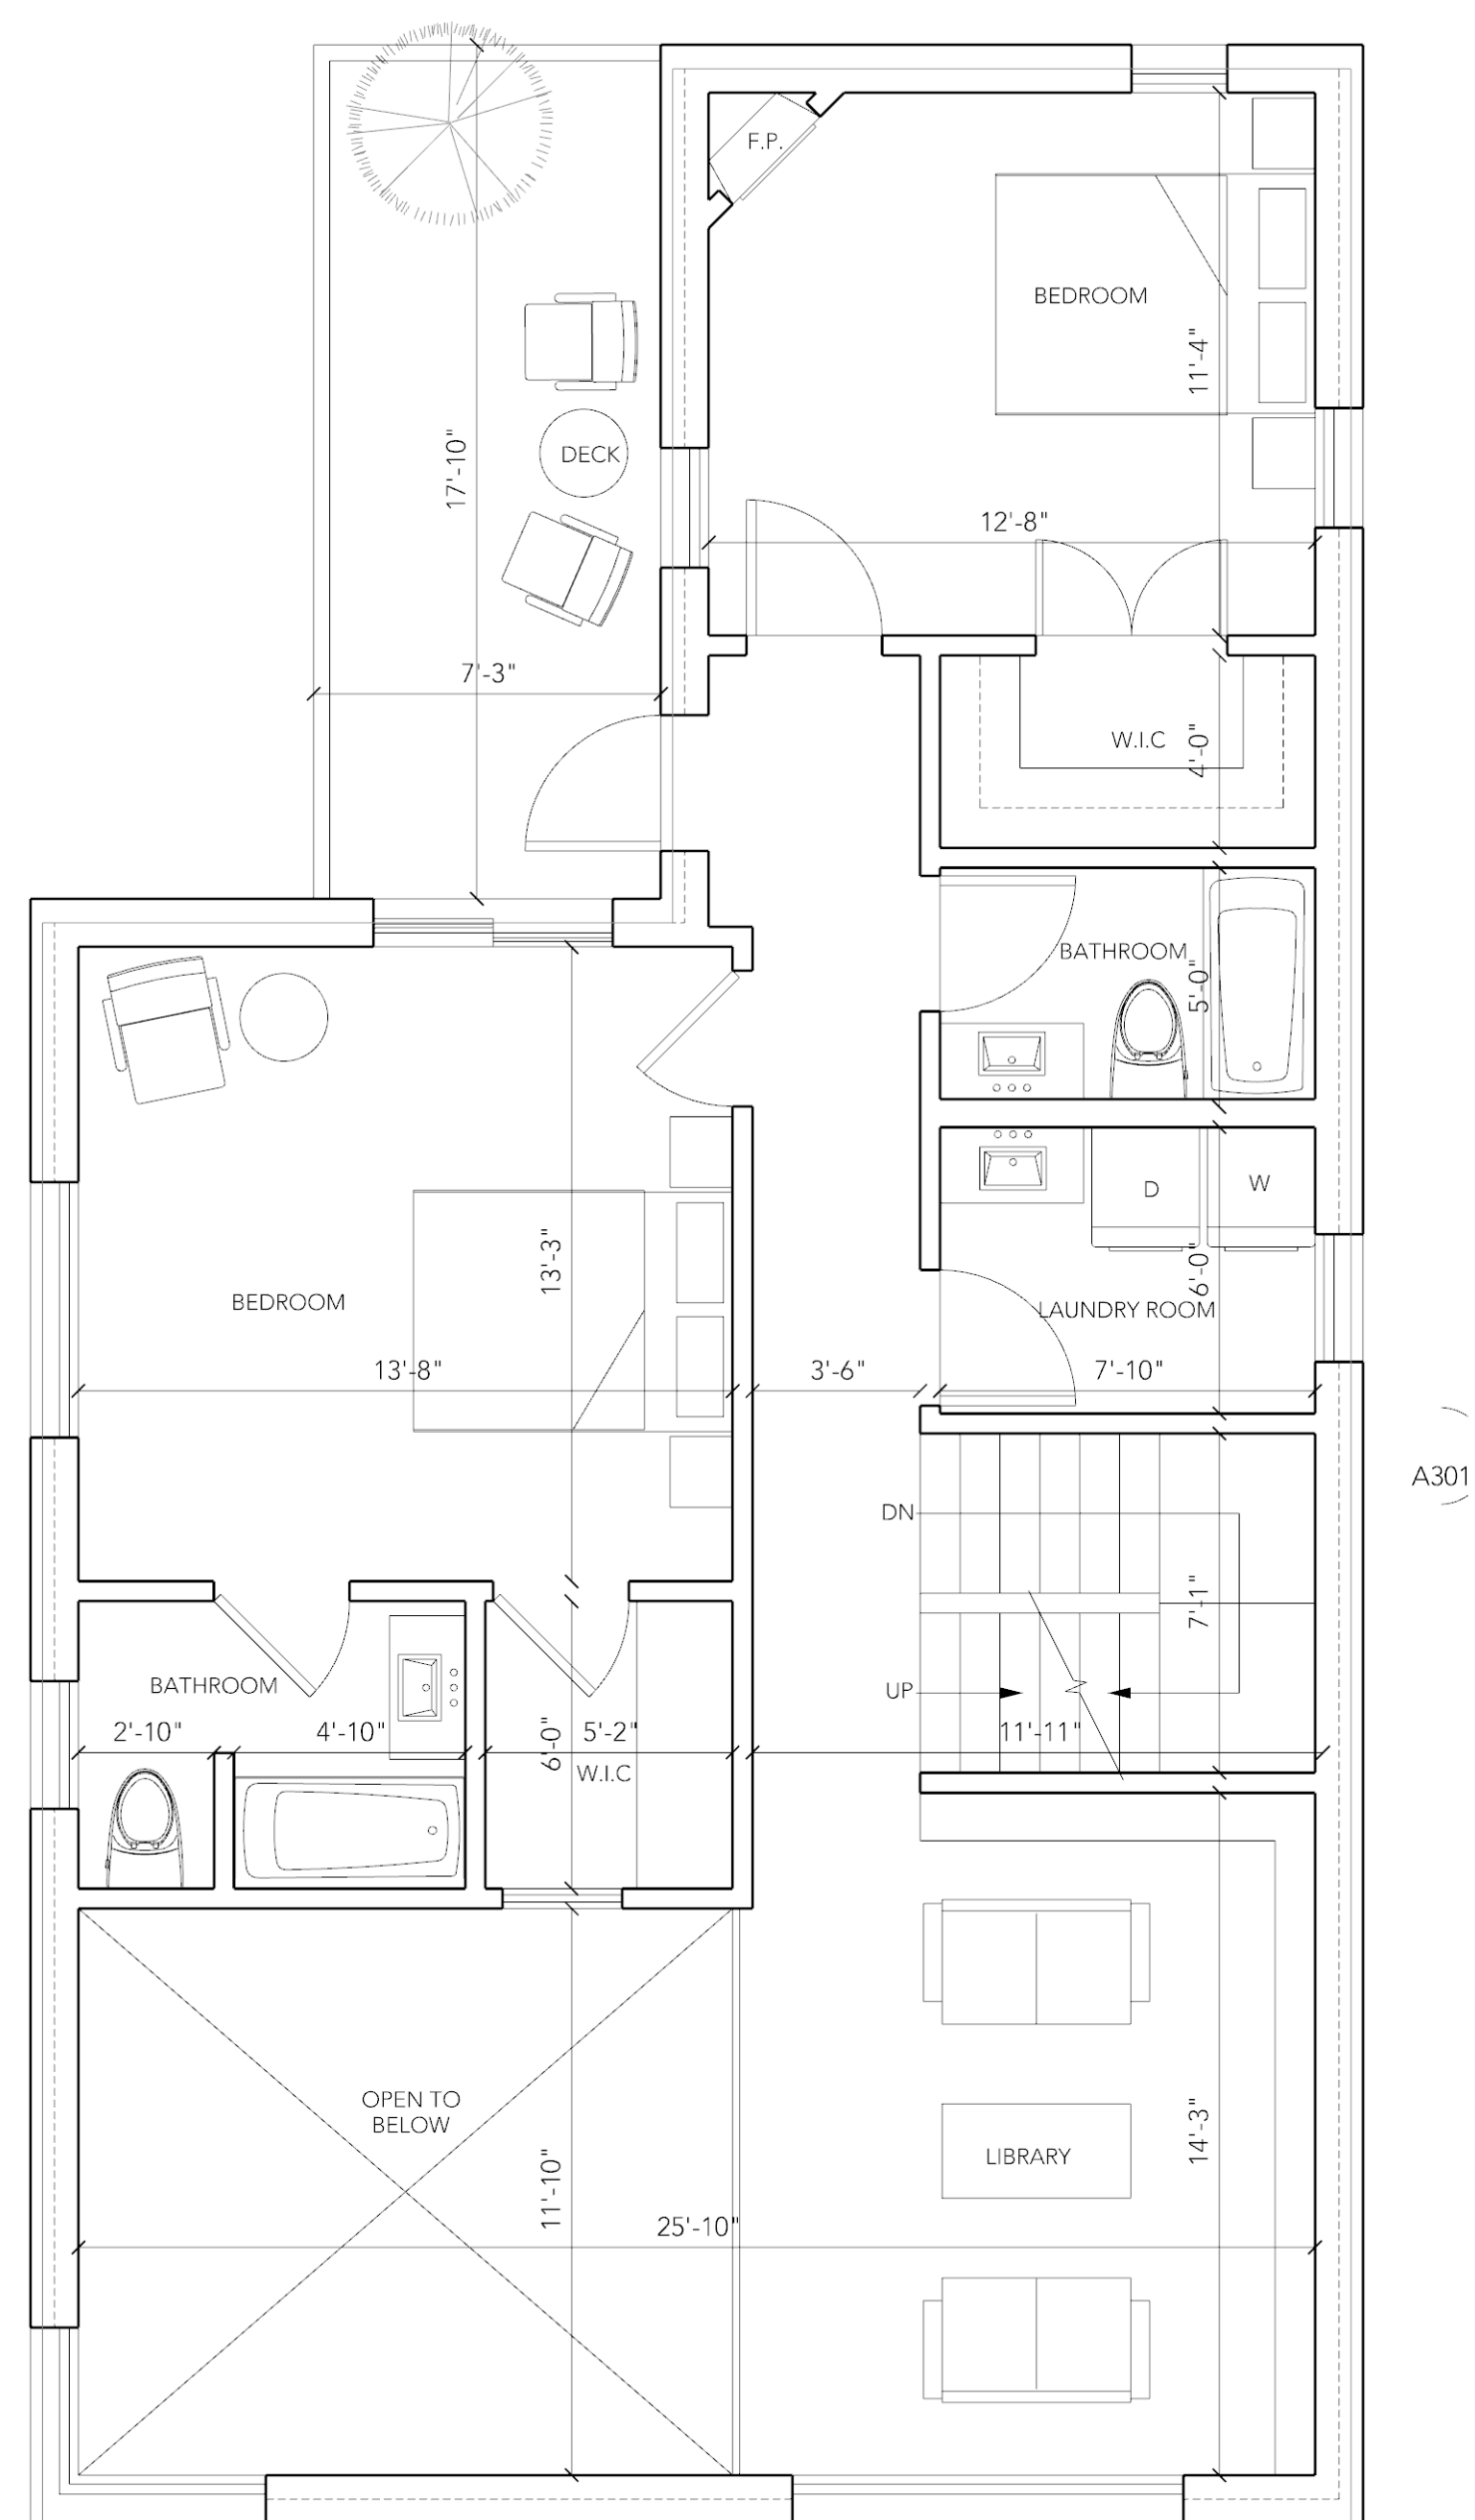 F.P.
BEDROOM
11'-4"
17'-10"
DECK
12'-8"
7'-3"
W.I.C
4'-0"
BATHROOM
5'-0"
D
W
13'-3"
6'-0"
BEDROOM
LAUNDRY ROOM
13'-8"
3'-6"
7'-10"
A301
DN
7'-1"
BATHROOM
UP
2'-10"
4'-10"
6'-0"
5'-2"
11'-11"
W.I.C
OPEN TO
BELOW
14'-3"
LIBRARY
11'-10"
25'-10"